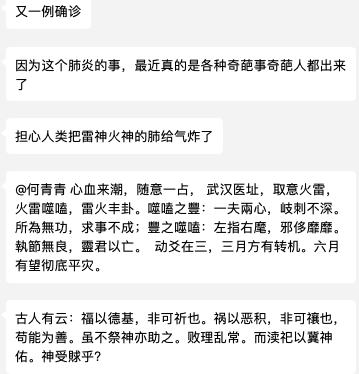 又一例确诊
因为这个肺炎的事，最近真的是各种奇葩事奇葩人都出来
了
担心人类把雷神火神的肺给气炸了
@何青青 心血来潮，随意一占， 武汉医址，取意火雷，
火雷噬嗑，雷火丰卦。噬嗑之豐：一夫兩心，岐刺不深。
所為無功，求事不成；豐之噬嗑：左指右麾，邪侈靡靡。
執節無良，靈君以亡。 动爻在三，三月方有转机。六月
有望彻底平灾。
古人有云：福以德基，非可祈也。祸以恶积，非可禳也，
苟能为善。虽不祭神亦助之。败理乱常。而渎祀以冀神
佑。神受赇乎？